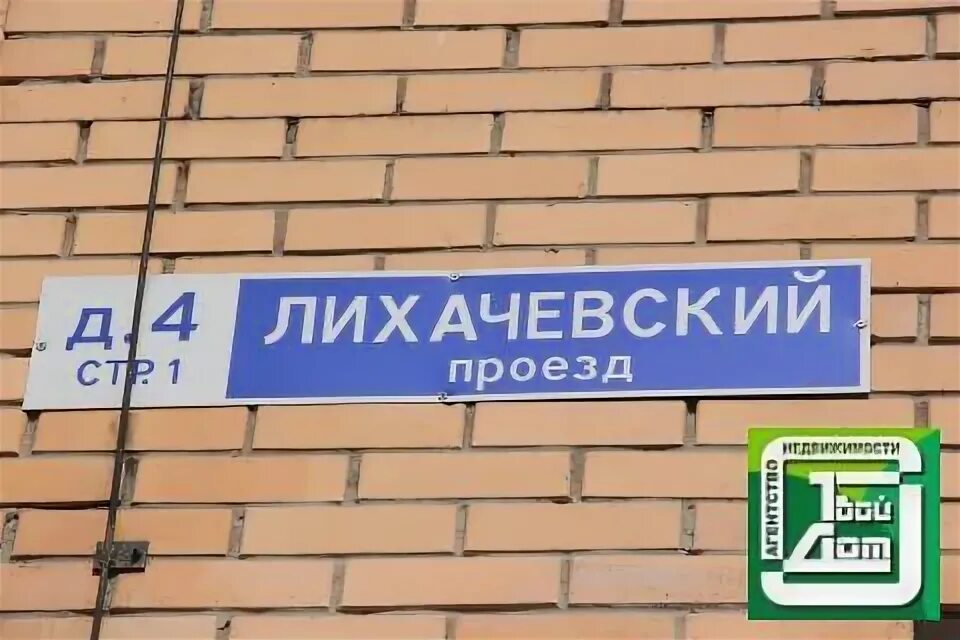 д. 4
СТР. 1
ЛИХАЧЕВСКИЙ
проезд
АГЕНТСТВО
НЕДВИЖИМОСТИ
Твой
Дом